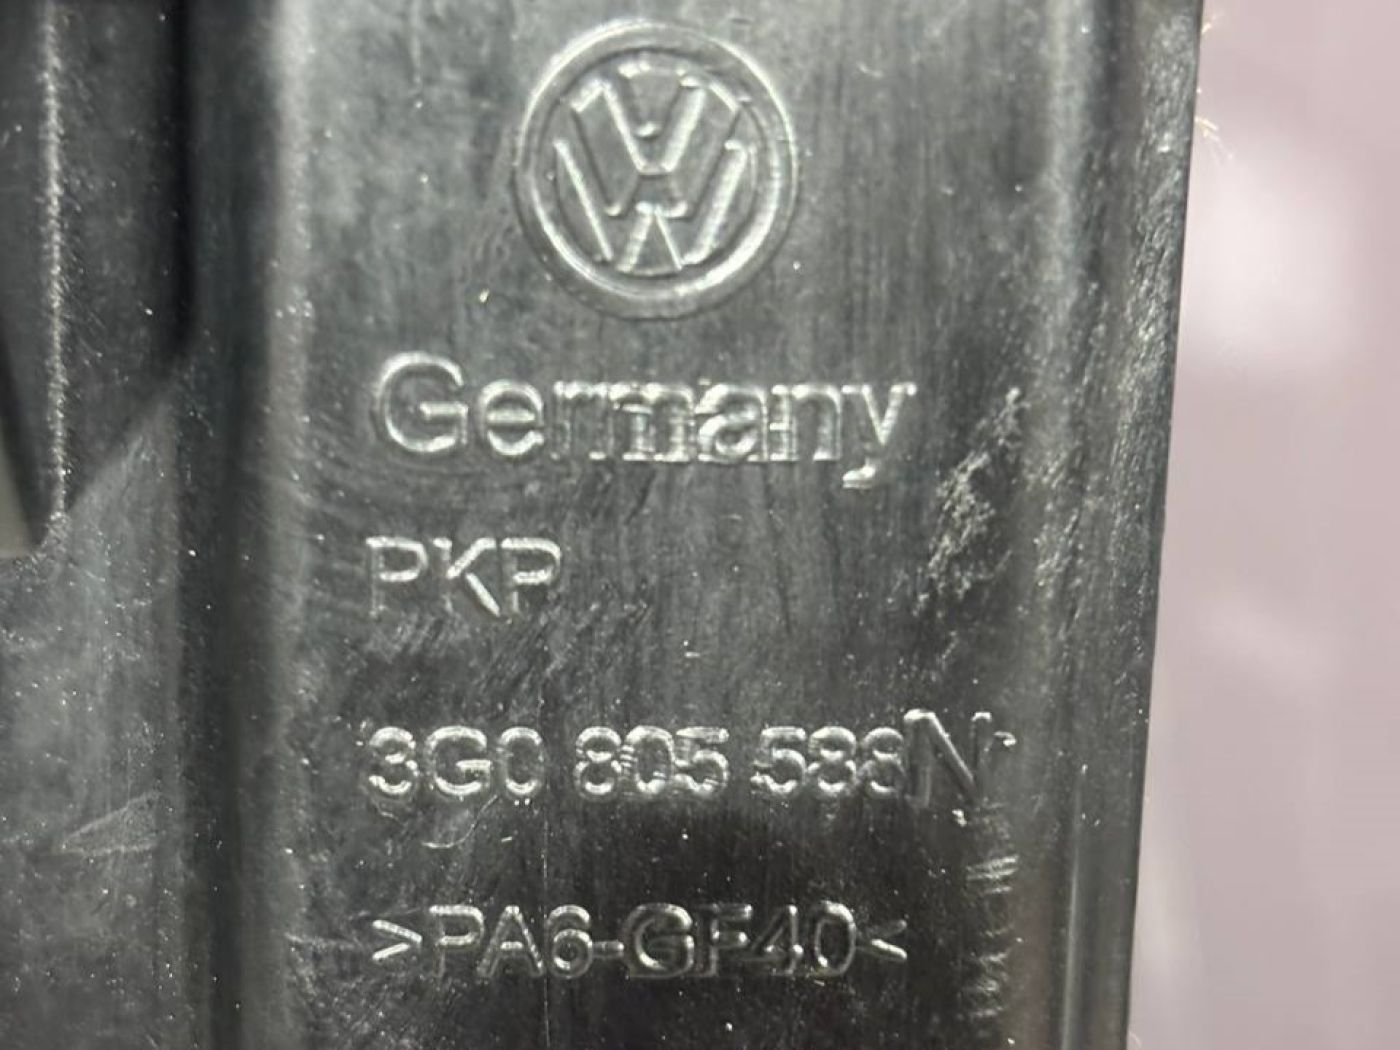 Germany
PKP
3G0 805 588N
>PA6-GF40<